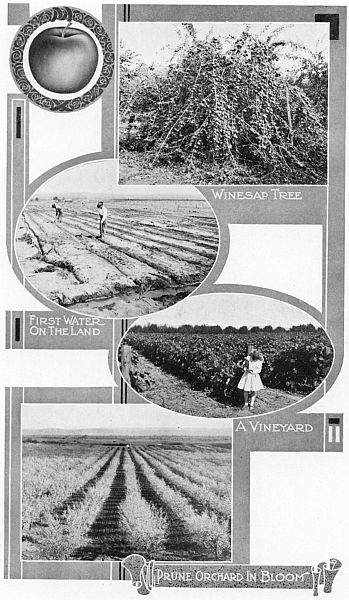 WINESAP TREE
FIRST WATER
ON THE LAND
A VINEYARD
PRUNE ORCHARD IN BLOOM